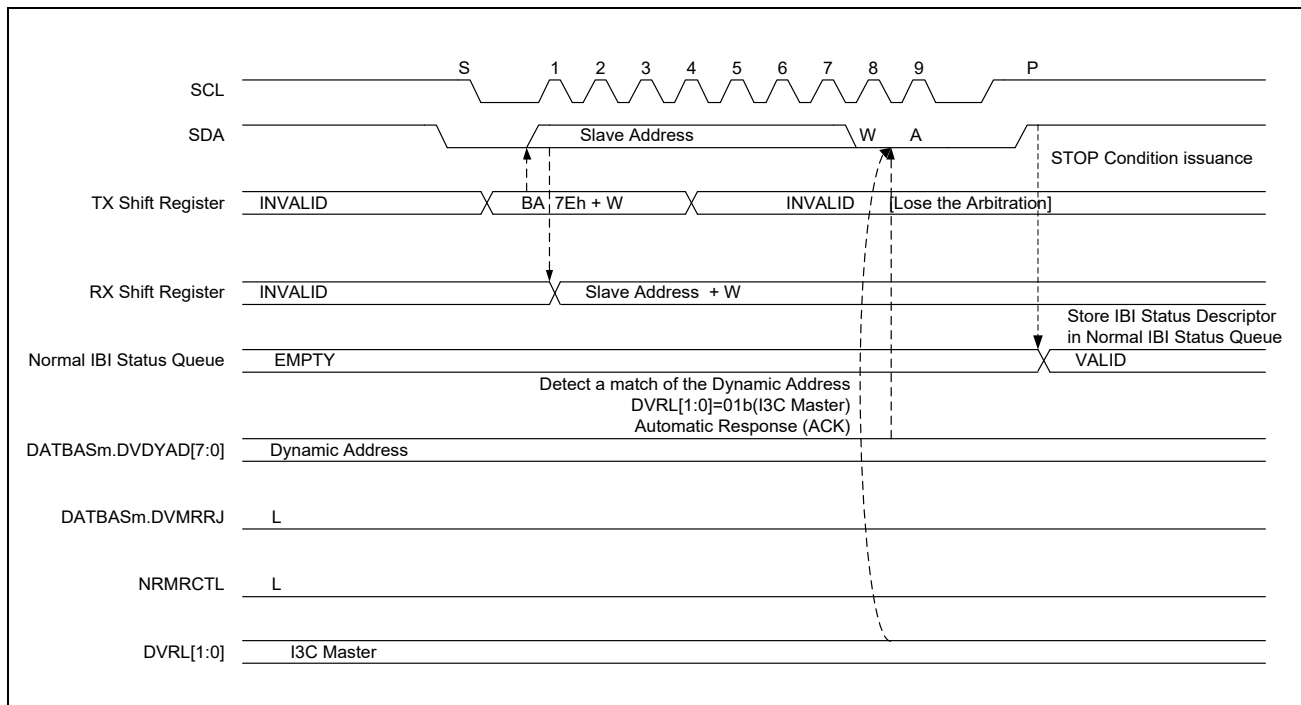 S 1 2 3 4 5 6 7 8 9 P
SCL
SDA Slave Address W A
STOP Condition issuance
TX Shift Register INVALID BA 7Eh + W INVALID [Lose the Arbitration]
RX Shift Register INVALID Slave Address + W
Store IBI Status Descriptor
in Normal IBI Status Queue
Normal IBI Status Queue EMPTY VALID
Detect a match of the Dynamic Address
DVRL[1:0]=01b(I3C Master)
Automatic Response (ACK)
DATBASm.DVDYAD[7:0] Dynamic Address
DATBASm.DVMRRJ L
NRMRCTL L
DVRL[1:0] I3C Master